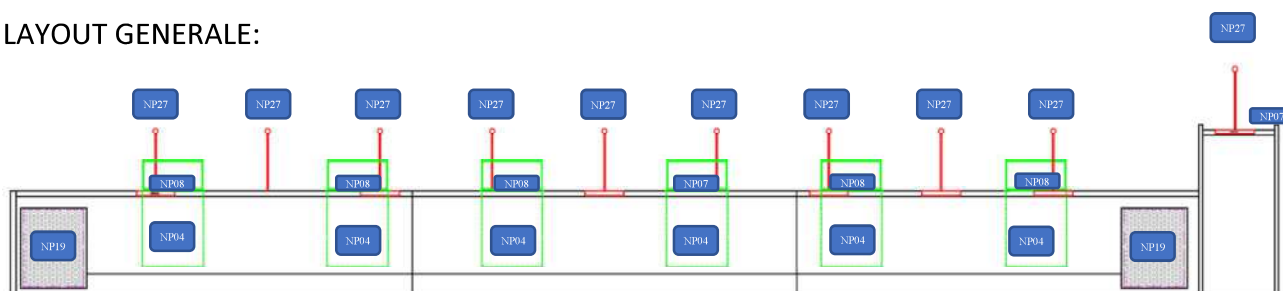 LAYOUT GENERALE:
NP27
NP27 NP27 NP27 NP27 NP27 NP27 NP27 NP27 NP27
NP07
NP08 NP08 NP08 NP07 NP08 NP08
NP19 NP04 NP04 NP04 NP04 NP04 NP04 NP19